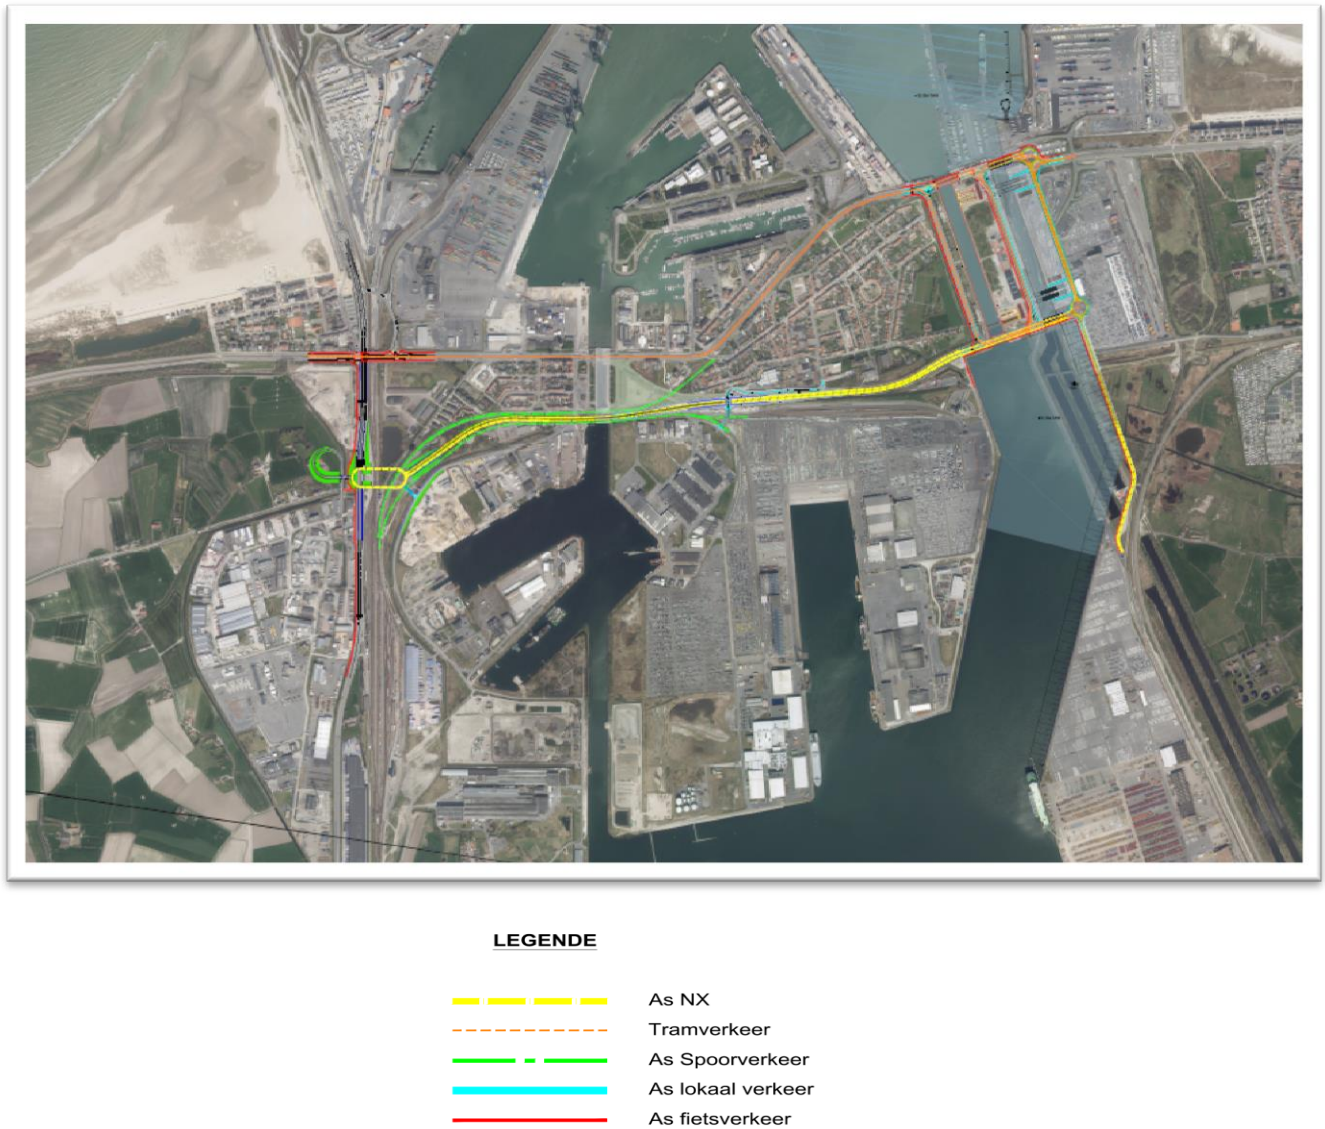 LEGENDE
As NX
Tramverkeer
As Spoorverkeer
As lokaal verkeer
As fietsverkeer